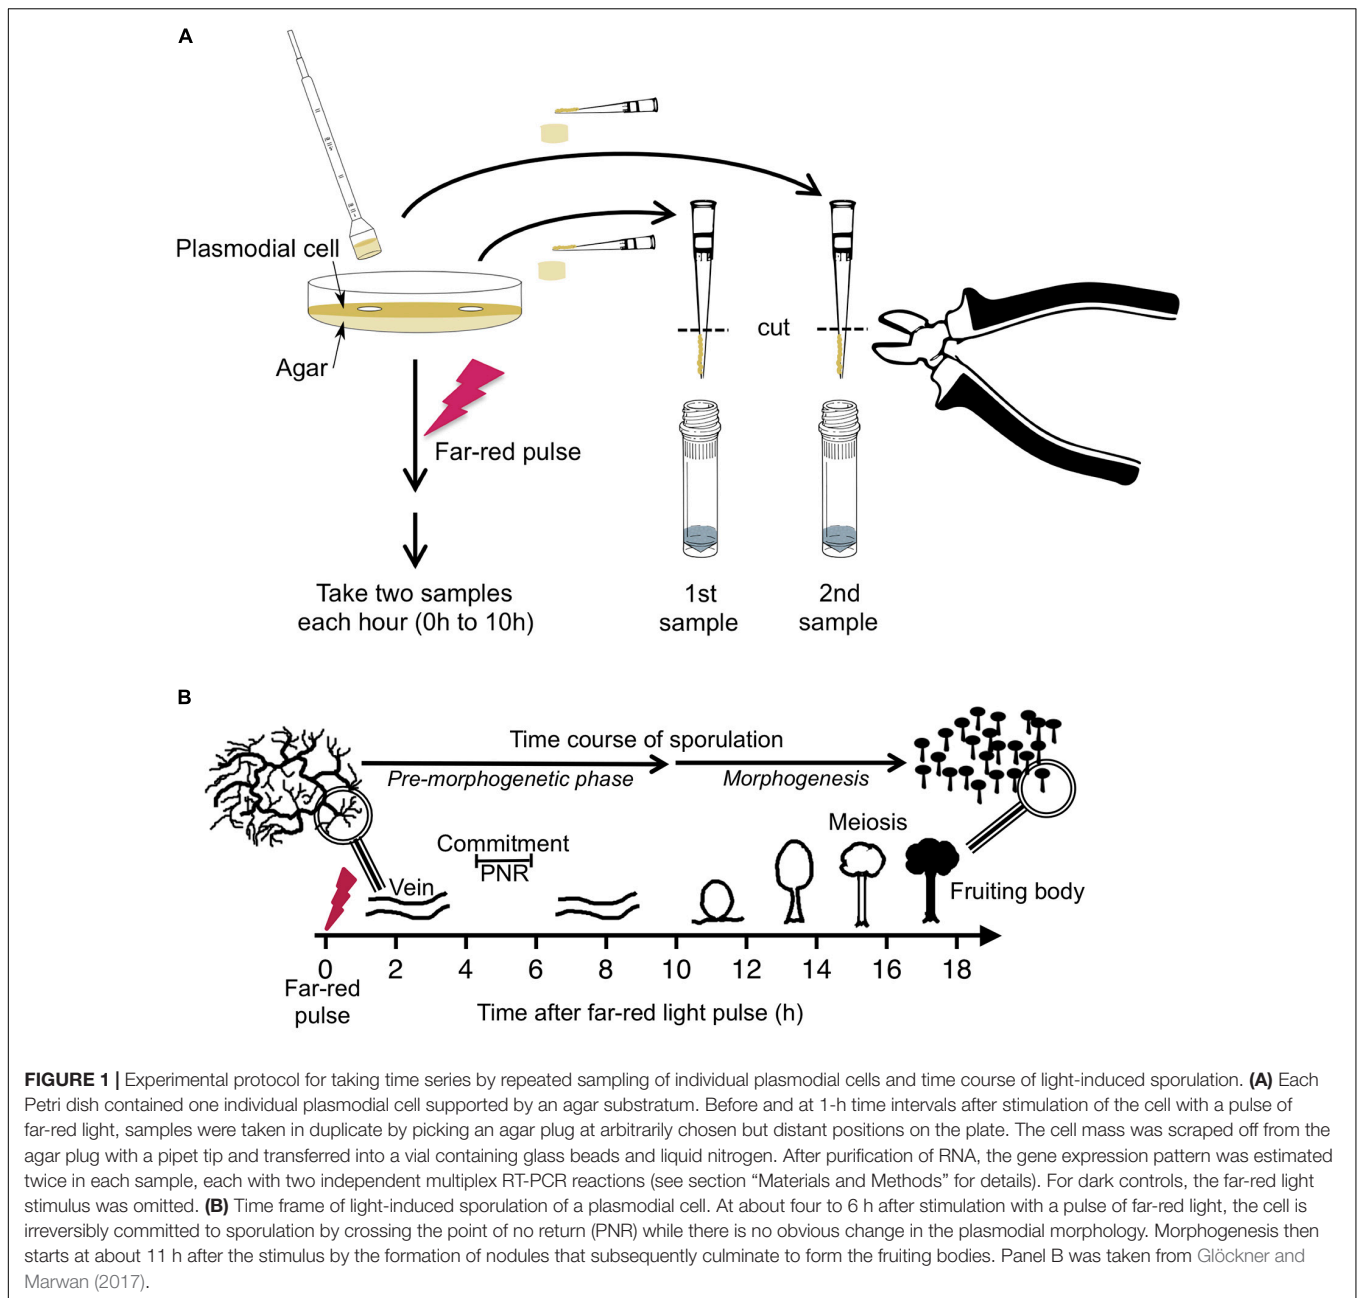 A
Plasmodial cell
Agar
cut
Far-red pulse
Take two samples
each hour (0h to 10h)
1st
sample
2nd
sample
B
Time course of sporulation
Pre-morphogenetic phase
Morphogenesis
Commitment
PNR
Vein
Meiosis
Fruiting body
0 2 4 6 8 10 12 14 16 18
Far-red
pulse
Time after far-red light pulse (h)
FIGURE 1 | Experimental protocol for taking time series by repeated sampling of individual plasmodial cells and time course of light-induced sporulation. (A) Each
Petri dish contained one individual plasmodial cell supported by an agar substratum. Before and at 1-h time intervals after stimulation of the cell with a pulse of
far-red light, samples were taken in duplicate by picking an agar plug at arbitrarily chosen but distant positions on the plate. The cell mass was scraped off from the
agar plug with a pipet tip and transferred into a vial containing glass beads and liquid nitrogen. After purification of RNA, the gene expression pattern was estimated
twice in each sample, each with two independent multiplex RT-PCR reactions (see section “Materials and Methods” for details). For dark controls, the far-red light
stimulus was omitted. (B) Time frame of light-induced sporulation of a plasmodial cell. At about four to 6 h after stimulation with a pulse of far-red light, the cell is
irreversibly committed to sporulation by crossing the point of no return (PNR) while there is no obvious change in the plasmodial morphology. Morphogenesis then
starts at about 11 h after the stimulus by the formation of nodules that subsequently culminate to form the fruiting bodies. Panel B was taken from Glöckner and
Marwan (2017).